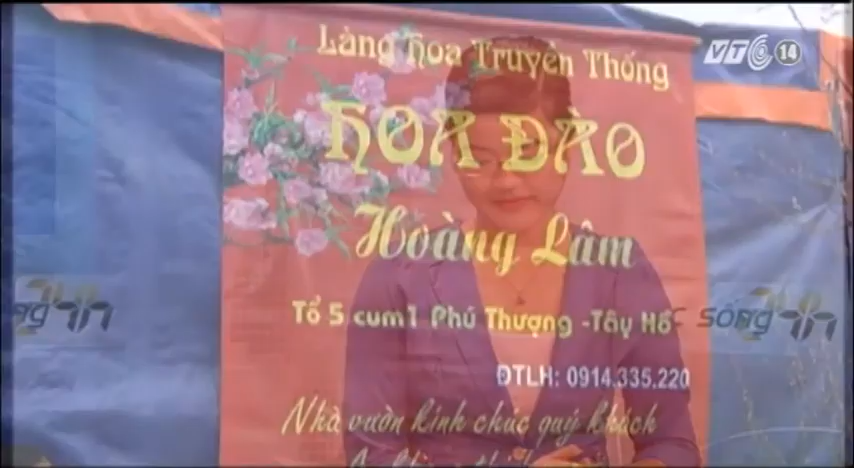 VTC 14
Làng hoa Truyền Thống
HOA ĐÀO
Hoàng Lâm
Tổ 5 cum1 Phú Thượng -Tây Hồ
ĐTLH: 0914.335.220
Nhà vườn kính chúc quý khách
sống
sống